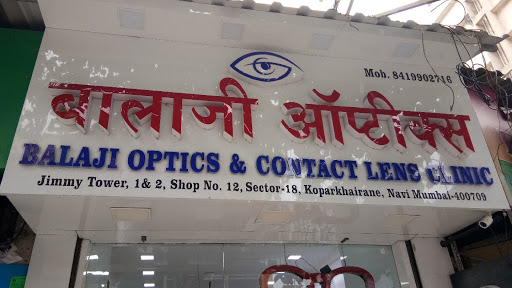 Mob. 8419902716
बालाजी ऑप्टीक्स
BALAJI OPTICS & CONTACT LENS CLINIC
Jimmy Tower, 1& 2, Shop No. 12, Sector-18, Koparkhairane, Navi Mumbai-400709